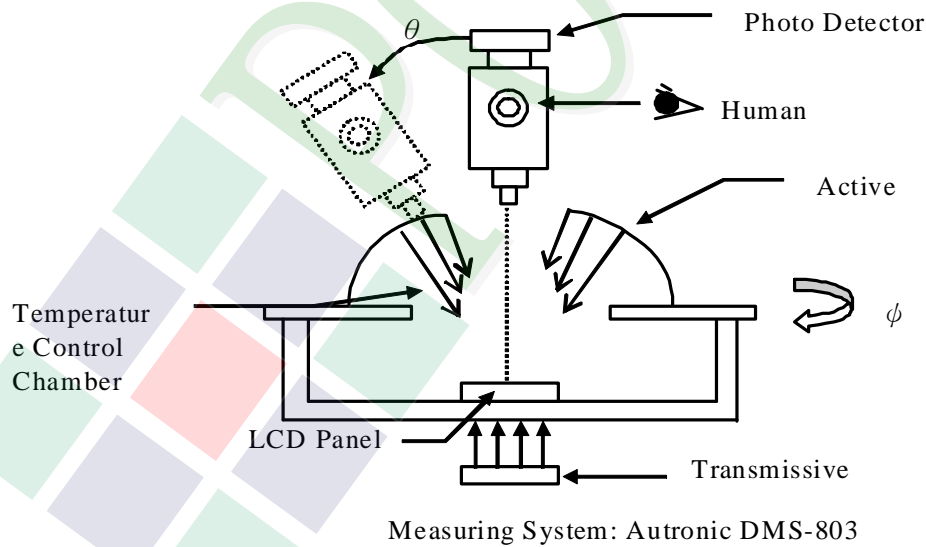 Photo Detector
θ
Human
Active
Temperatur
e Control
Chamber
ϕ
LCD Panel
Transmissive
Measuring System: Autronic DMS-803